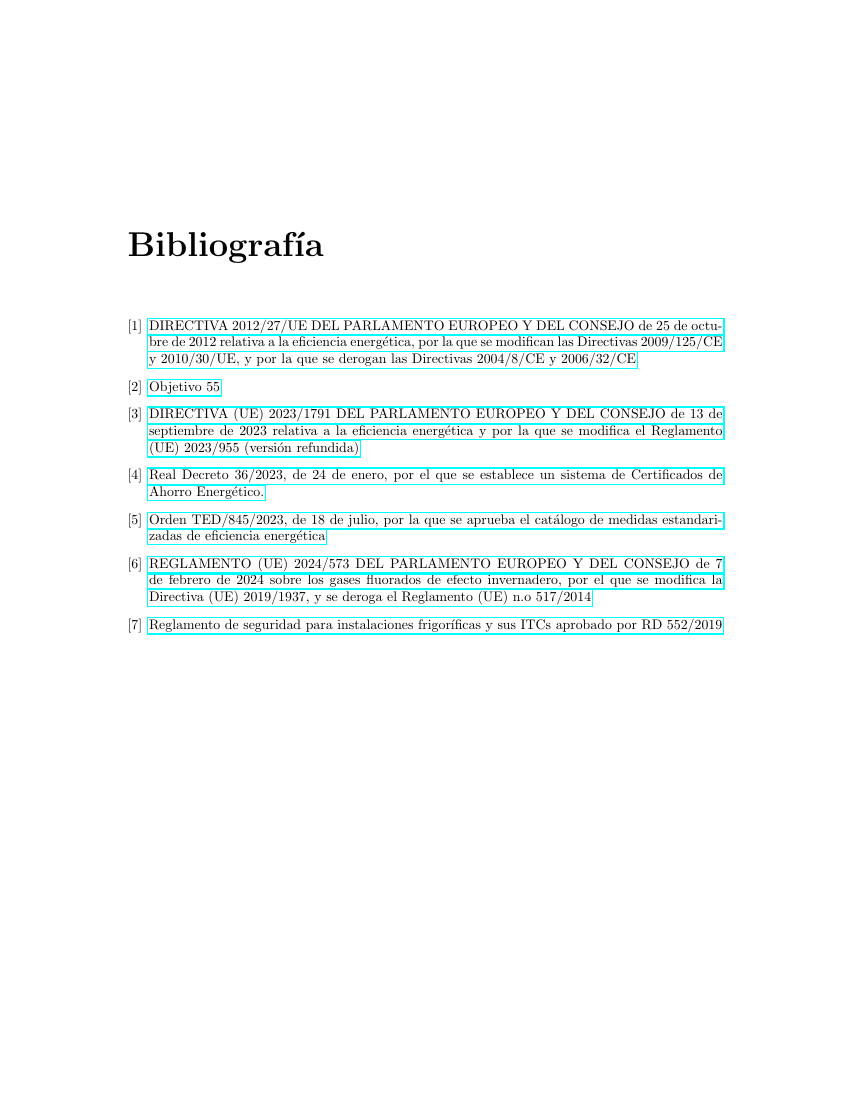 Bibliografía
[1] DIRECTIVA 2012/27/UE DEL PARLAMENTO EUROPEO Y DEL CONSEJO de 25 de octu-
bre de 2012 relativa a la eficiencia energética, por la que se modifican las Directivas 2009/125/CE
y 2010/30/UE, y por la que se derogan las Directivas 2004/8/CE y 2006/32/CE
[2] Objetivo 55
[3] DIRECTIVA (UE) 2023/1791 DEL PARLAMENTO EUROPEO Y DEL CONSEJO de 13 de
septiembre de 2023 relativa a la eficiencia energética y por la que se modifica el Reglamento
(UE) 2023/955 (versión refundida)
[4] Real Decreto 36/2023, de 24 de enero, por el que se establece un sistema de Certificados de
Ahorro Energético.
[5] Orden TED/845/2023, de 18 de julio, por la que se aprueba el catálogo de medidas estandari-
zadas de eficiencia energética
[6] REGLAMENTO (UE) 2024/573 DEL PARLAMENTO EUROPEO Y DEL CONSEJO de 7
de febrero de 2024 sobre los gases fluorados de efecto invernadero, por el que se modifica la
Directiva (UE) 2019/1937, y se deroga el Reglamento (UE) n.o 517/2014
[7] Reglamento de seguridad para instalaciones frigoríficas y sus ITCs aprobado por RD 552/2019